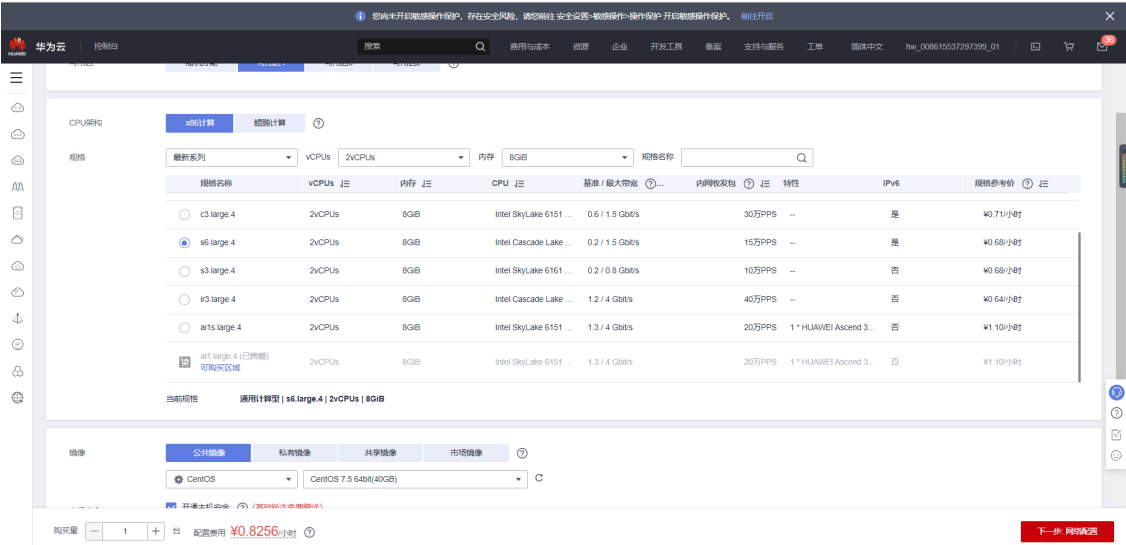 您尚未开启敏感操作保护，存在安全风险，请您前往 安全设置>敏感操作>操作保护 开启敏感操作保护。 前往开启
HUAWEI 华为云 控制台 搜索 费用与成本 资源 企业 开发工具 备案 支持与服务 工单 简体中文 hw_008615537297399_01 36
CPU架构 x86计算 鲲鹏计算
规格 最新系列 vCPUs 2vCPUs 内存 8GiB 规格名称
规格名称 vCPUs 内存 CPU 基准 / 最大带宽 ... 内网收发包 特性 IPv6 规格参考价
c3.large.4 2vCPUs 8GiB Intel SkyLake 6151 ... 0.6 / 1.5 Gbit/s 30万PPS -- 是 ¥0.71/小时
s6.large.4 2vCPUs 8GiB Intel Cascade Lake ... 0.2 / 1.5 Gbit/s 15万PPS -- 是 ¥0.68/小时
s3.large.4 2vCPUs 8GiB Intel SkyLake 6161 ... 0.2 / 0.8 Gbit/s 10万PPS -- 否 ¥0.68/小时
ir3.large.4 2vCPUs 8GiB Intel Cascade Lake ... 1.2 / 4 Gbit/s 40万PPS -- 否 ¥0.64/小时
ai1s.large.4 2vCPUs 8GiB Intel SkyLake 6151 ... 1.3 / 4 Gbit/s 20万PPS 1 * HUAWEI Ascend 3... 否 ¥1.10/小时
ai1.large.4 (已售罄) 2vCPUs 8GiB Intel SkyLake 6151 ... 1.3 / 4 Gbit/s 20万PPS 1 * HUAWEI Ascend 3... 否 ¥1.10/小时
可购买区域
当前规格 通用计算型 | s6.large.4 | 2vCPUs | 8GiB
镜像 公共镜像 私有镜像 共享镜像 市场镜像
CentOS CentOS 7.5 64bit(40GB)
开通主机安全 (基础版本免费赠送)
购买量 1 台 配置费用 ¥0.8256/小时 下一步: 网络配置